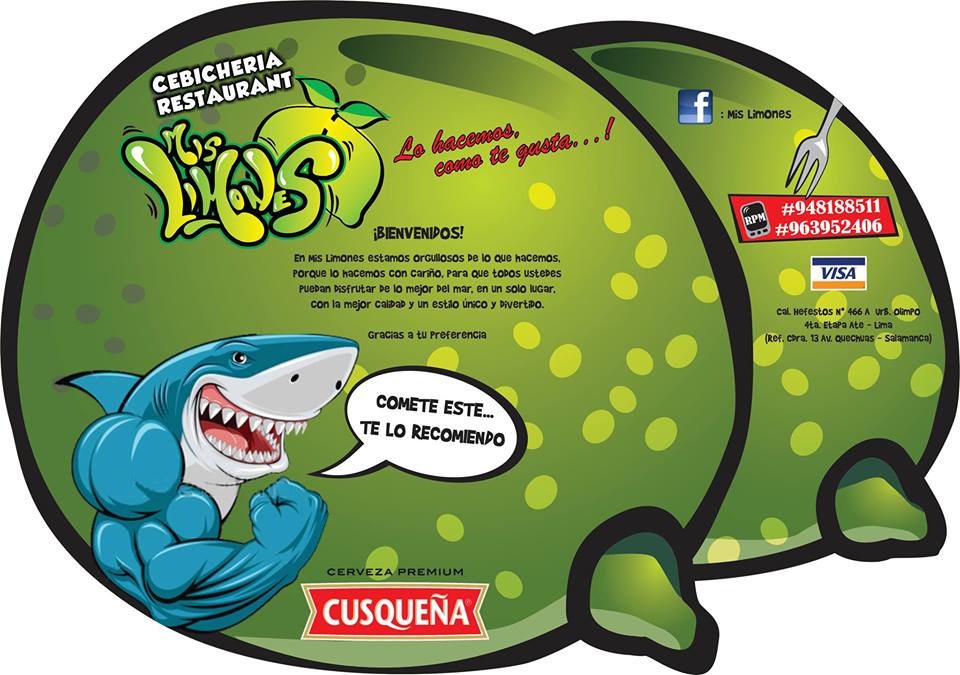 CEBICHERIA
RESTAURANT
MIS
LIMONES
Lo hacemos,
como te gusta...!
¡BIENVENIDOS!
En Mis Limones estamos orgullosos de lo que hacemos,
Porque lo hacemos con cariño, Para que todos ustedes
Puedan disfrutar de lo mejor del mar, en un solo lugar,
con la mejor calidad y un estilo único y divertido.
Gracias a tu Preferencia
COMETE ESTE...
TE LO RECOMIENDO
CERVEZA PREMIUM
CUSQUEÑA®
f : Mis Limones
RPM
#948188511
#963952406
VISA
Cal. Hefestos N° 466 A Urb. Olimpo
4ta. Etapa Ate - Lima
(Ref. Cdra. 13 Av. Quechuas - Salamanca)